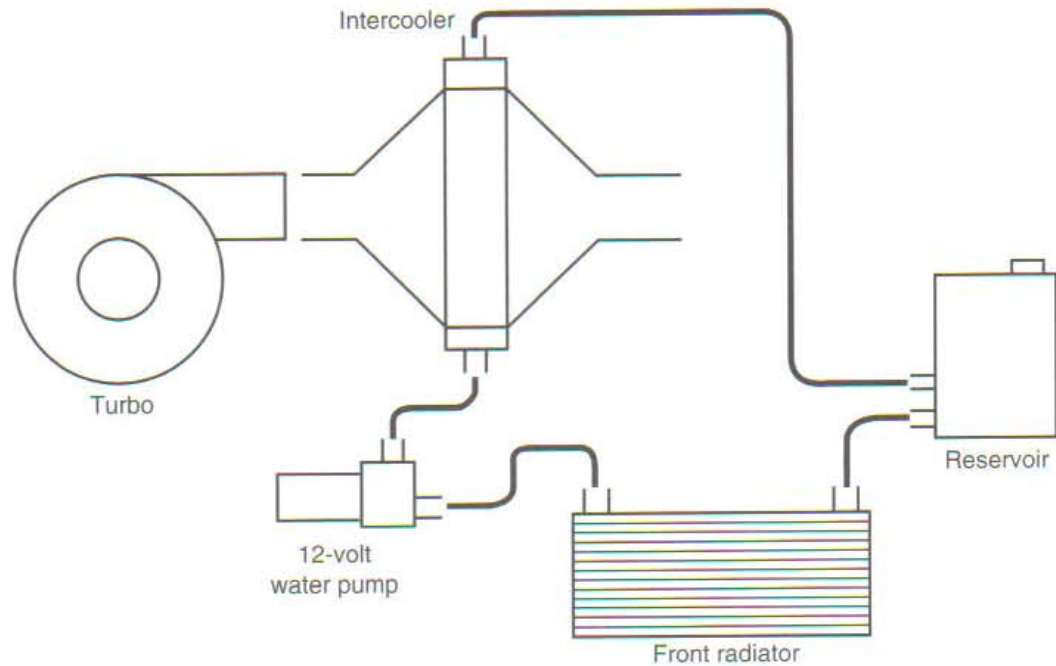 Intercooler
Turbo
Reservoir
12-volt
water pump
Front radiator